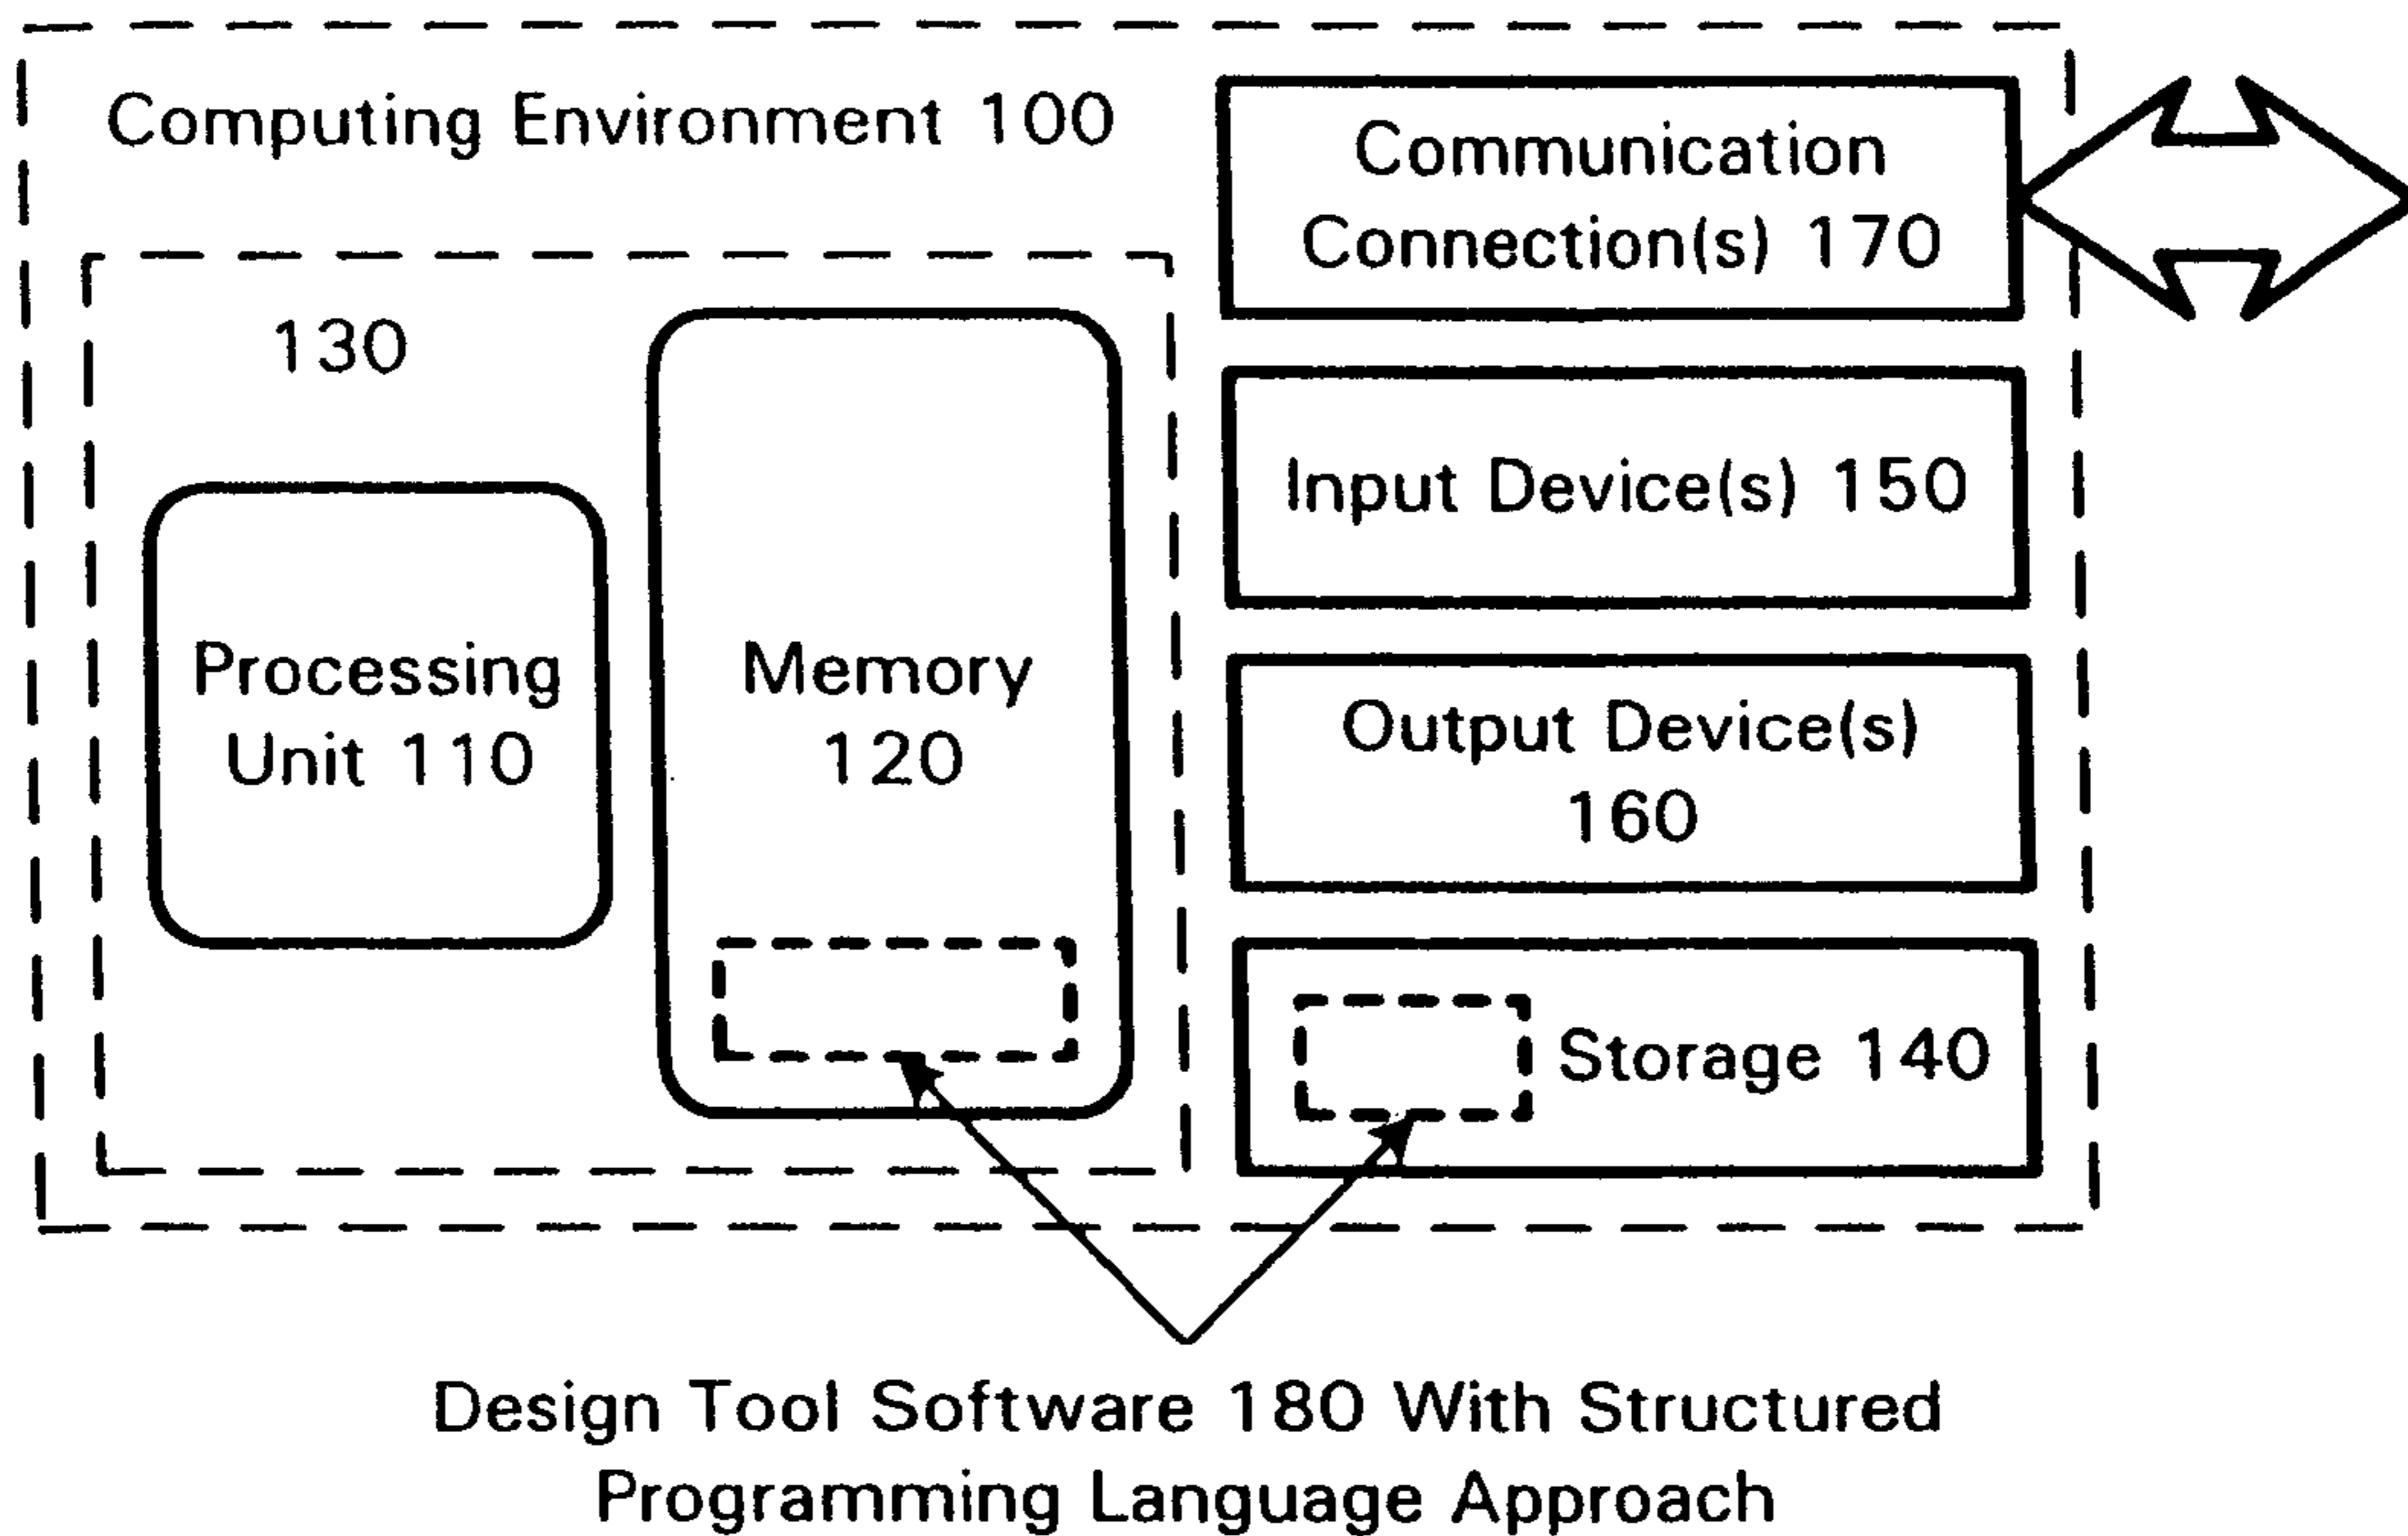 Computing Environment 100
Communication
Connection(s) 170
130
Input Device(s) 150
Processing
Unit 110
Memory
120
Output Device(s)
160
Storage 140
Design Tool Software 180 With Structured
Programming Language Approach